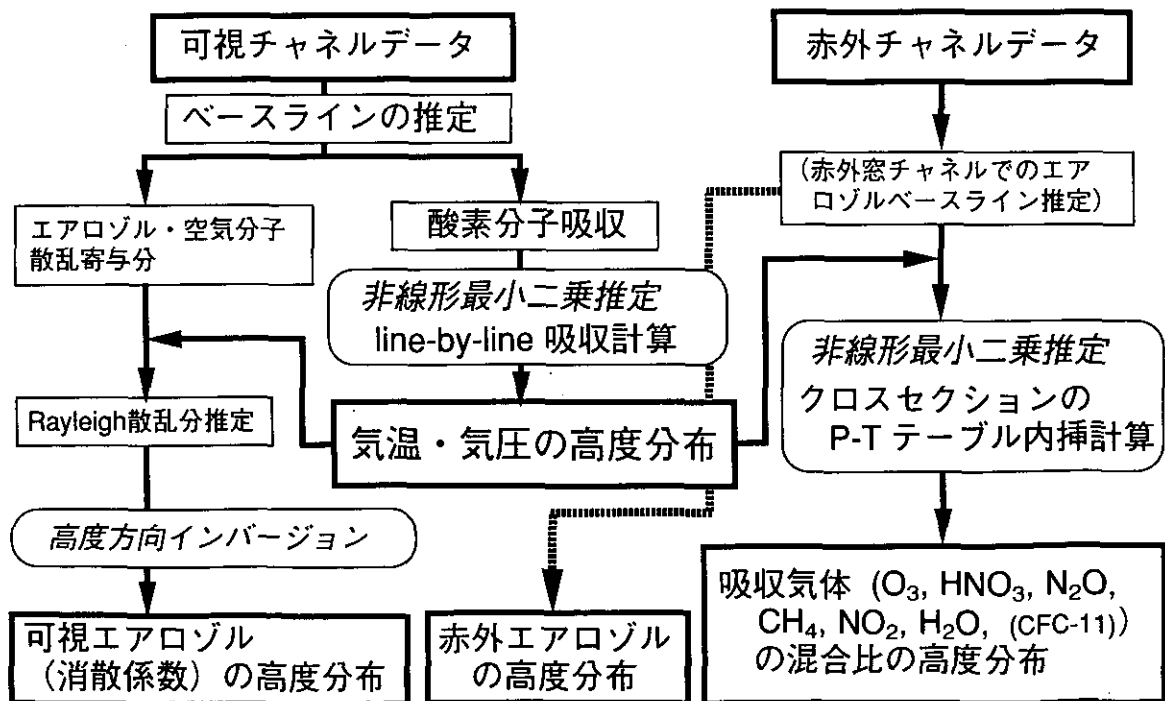 可視チャネルデータ
ベースラインの推定
エアロゾル・空気分子
散乱寄与分
酸素分子吸収
非線形最小二乗推定
line-by-line 吸収計算
Rayleigh散乱分推定
気温・気圧の高度分布
高度方向インバージョン
可視エアロゾル
(消散係数) の高度分布
赤外エアロゾル
の高度分布
赤外チャネルデータ
(赤外窓チャネルでのエア
ロゾルベースライン推定)
非線形最小二乗推定
クロスセクションの
P-T テーブル内挿計算
吸収気体 (O₃, HNO₃, N₂O,
CH₄, NO₂, H₂O, (CFC-11))
の混合比の高度分布